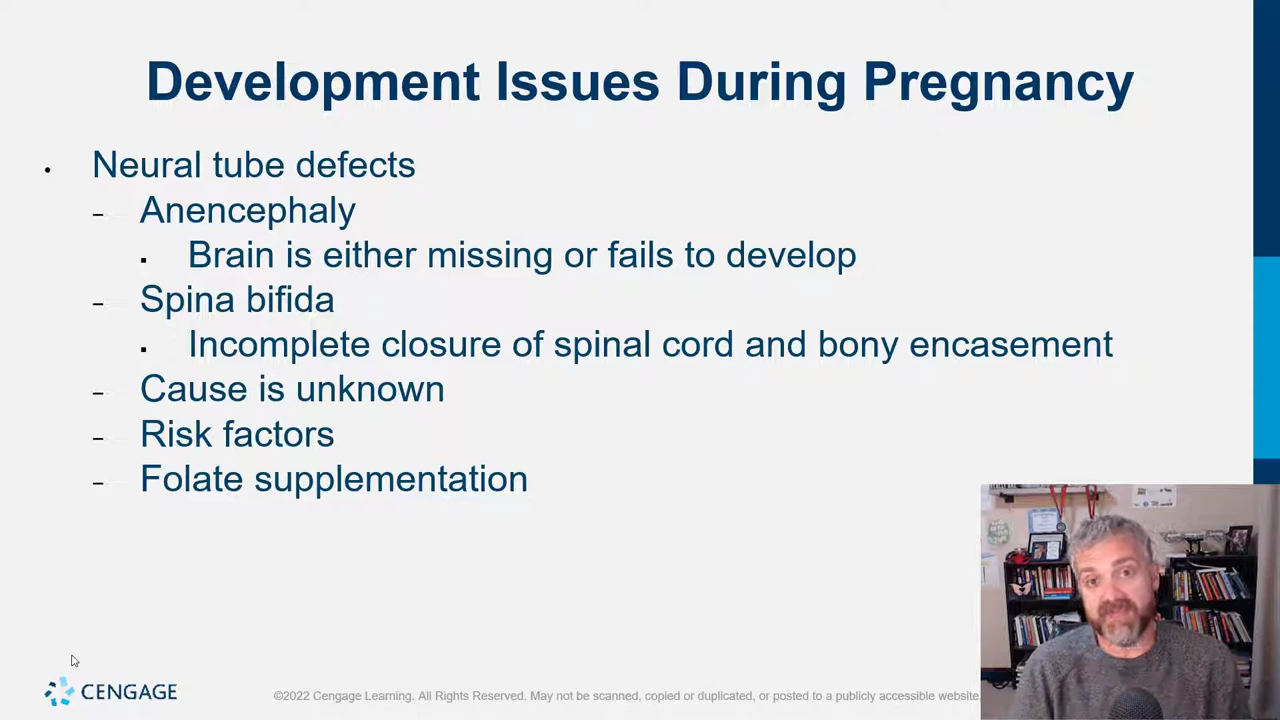 Development Issues During Pregnancy
• Neural tube defects
– Anencephaly
▪ Brain is either missing or fails to develop
– Spina bifida
▪ Incomplete closure of spinal cord and bony encasement
– Cause is unknown
– Risk factors
– Folate supplementation
CENGAGE
©2022 Cengage Learning. All Rights Reserved. May not be scanned, copied or duplicated, or posted to a publicly accessible website